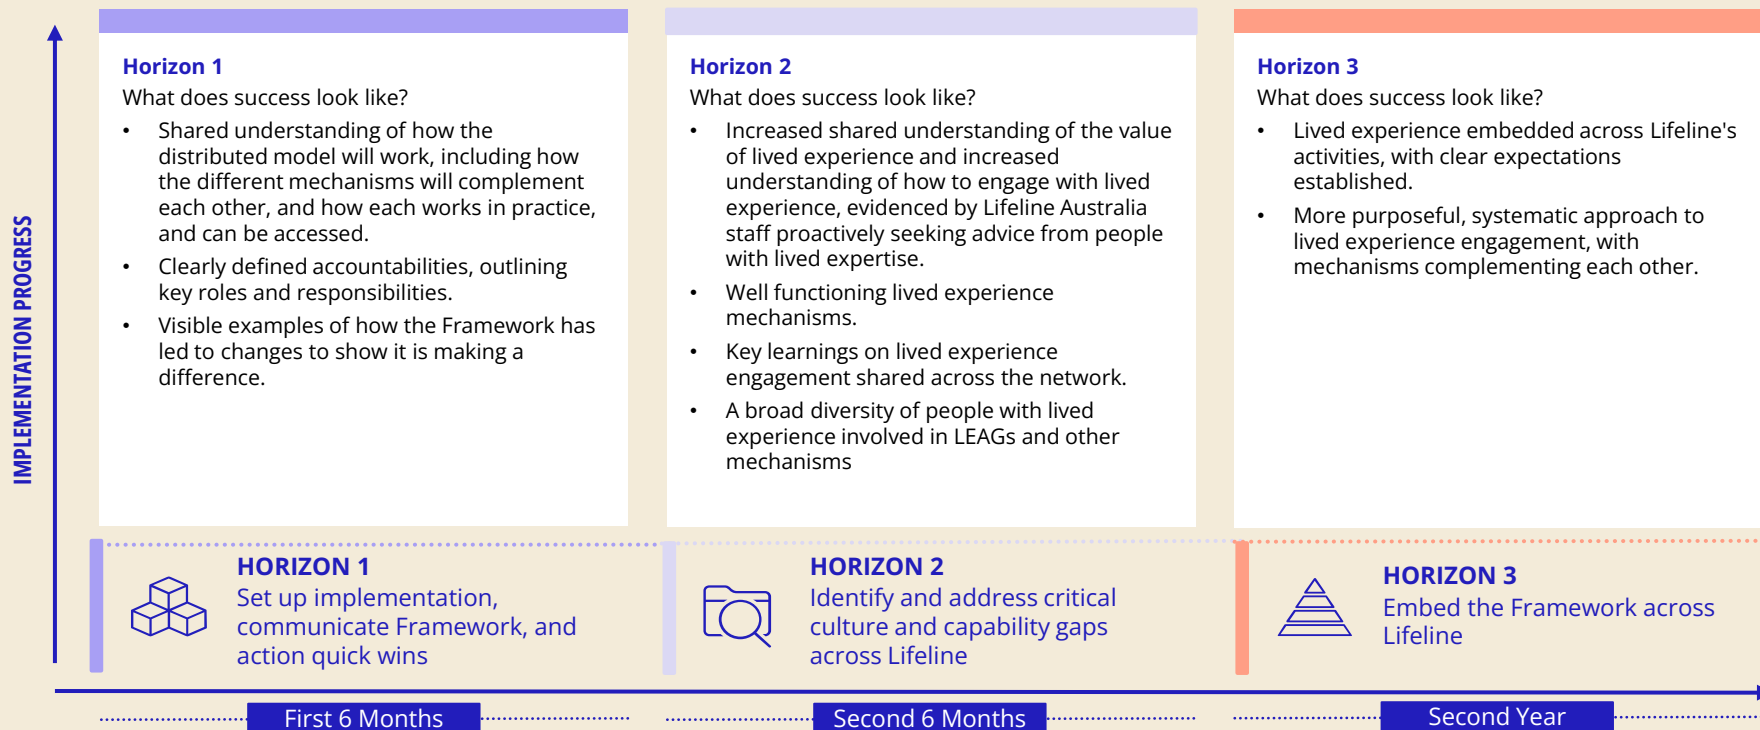 IMPLEMENTATION PROGRESS
Horizon 1
What does success look like?
• Shared understanding of how the
distributed model will work, including how
the different mechanisms will complement
each other, and how each works in practice,
and can be accessed.
• Clearly defined accountabilities, outlining
key roles and responsibilities.
• Visible examples of how the Framework has
led to changes to show it is making a
difference.
Horizon 2
What does success look like?
• Increased shared understanding of the value
of lived experience and increased
understanding of how to engage with lived
experience, evidenced by Lifeline Australia
staff proactively seeking advice from people
with lived expertise.
• Well functioning lived experience
mechanisms.
• Key learnings on lived experience
engagement shared across the network.
• A broad diversity of people with lived
experience involved in LEAGs and other
mechanisms
Horizon 3
What does success look like?
• Lived experience embedded across Lifeline's
activities, with clear expectations
established.
• More purposeful, systematic approach to
lived experience engagement, with
mechanisms complementing each other.
HORIZON 1
Set up implementation,
communicate Framework, and
action quick wins
HORIZON 2
Identify and address critical
culture and capability gaps
across Lifeline
HORIZON 3
Embed the Framework across
Lifeline
First 6 Months
Second 6 Months
Second Year